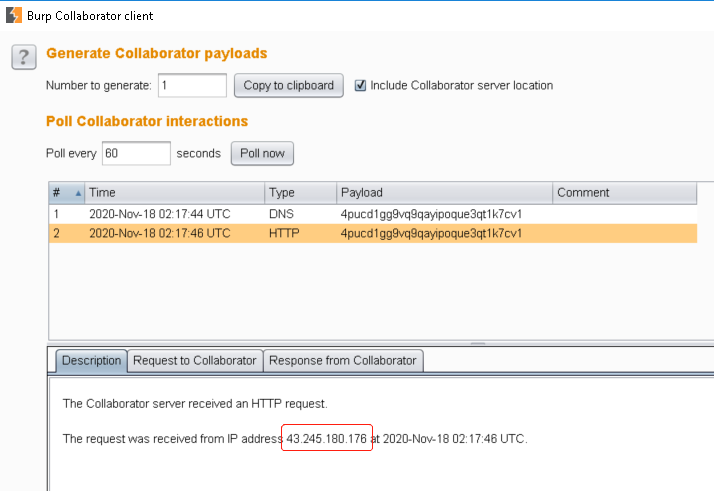 Burp Collaborator client
?
Generate Collaborator payloads
Number to generate: 1 Copy to clipboard Include Collaborator server location
Poll Collaborator interactions
Poll every 60 seconds Poll now
# Time Type Payload Comment
1 2020-Nov-18 02:17:44 UTC DNS 4pucd1gg9vq9qayipoque3qt1k7cv1
2 2020-Nov-18 02:17:46 UTC HTTP 4pucd1gg9vq9qayipoque3qt1k7cv1
Description Request to Collaborator Response from Collaborator
The Collaborator server received an HTTP request.
The request was received from IP address 43.245.180.176 at 2020-Nov-18 02:17:46 UTC.